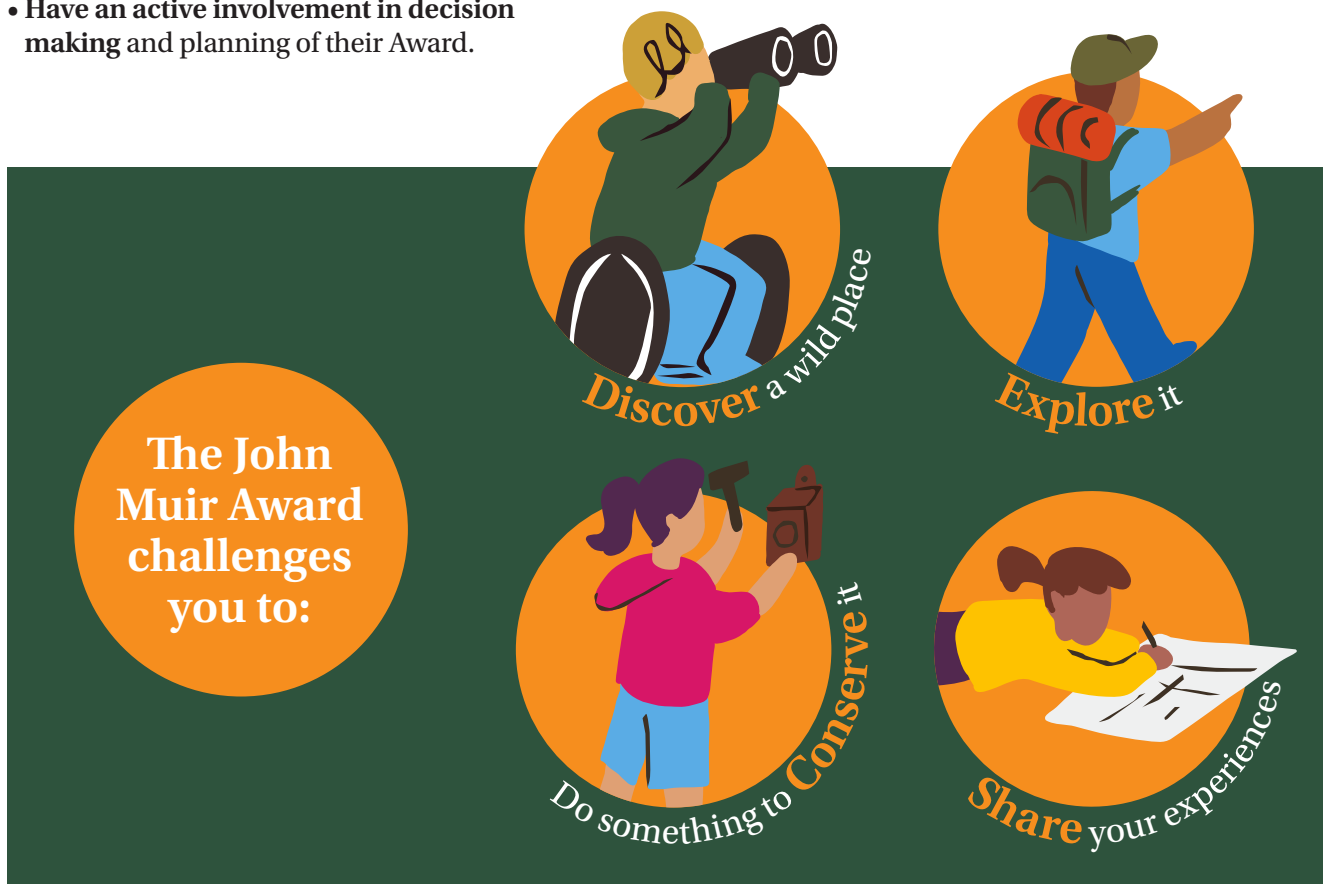 • Have an active involvement in decision
making and planning of their Award.
The John
Muir Award
challenges
you to:
Discover a wild place
Explore it
Do something to Conserve it
Share your experiences